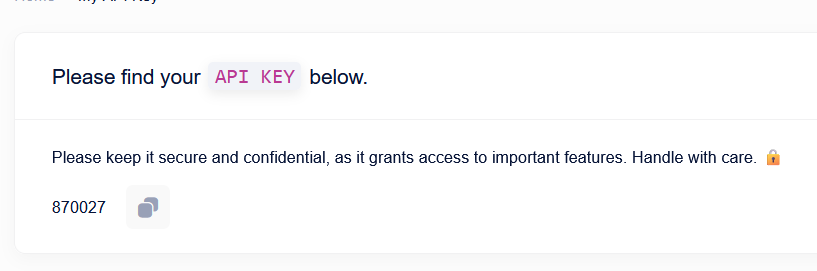 Please find your API KEY below.
Please keep it secure and confidential, as it grants access to important features. Handle with care. 🔒
870027